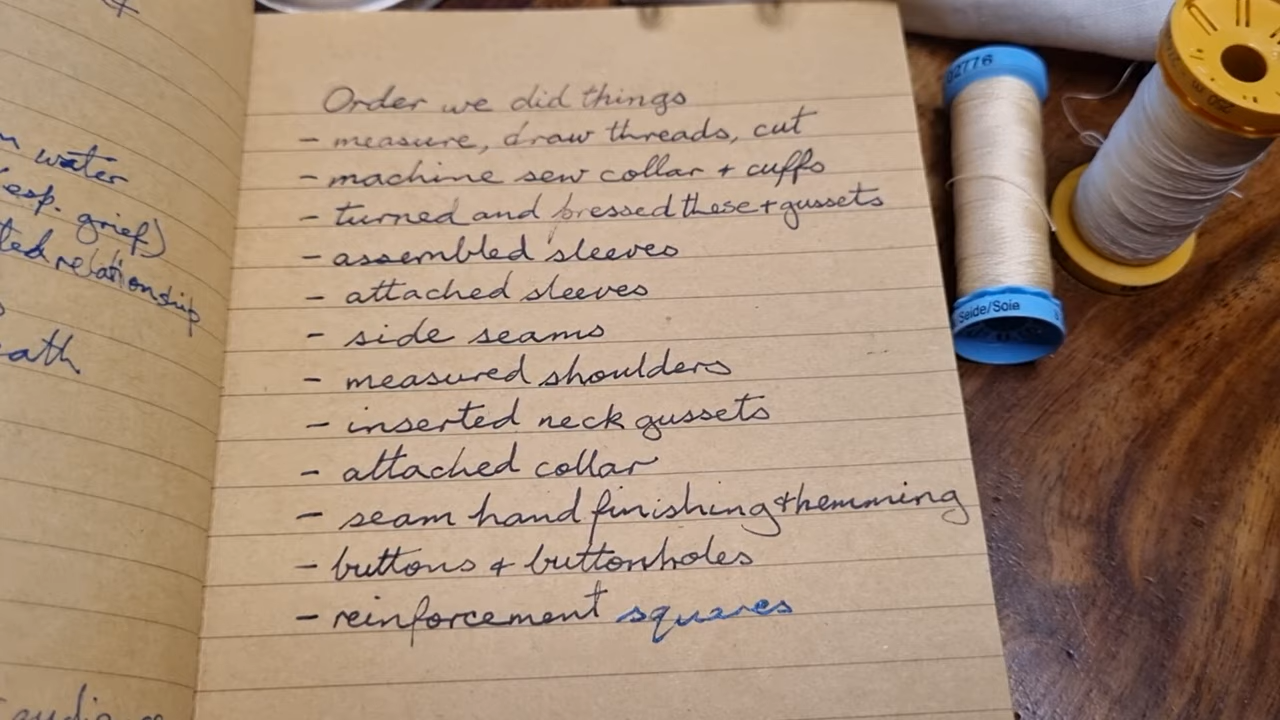 Order we did things
- measure, draw threads, cut
- machine sew collar + cuffs
- turned and pressed these + gussets
- assembled sleeves
- attached sleeves
- side seams
- measured shoulders
- inserted neck gussets
- attached collar
- seam hand finishing + hemming
- buttons + buttonholes
- reinforcement squares
water
(esp. grief)
relationship
02776
Seide/Soie